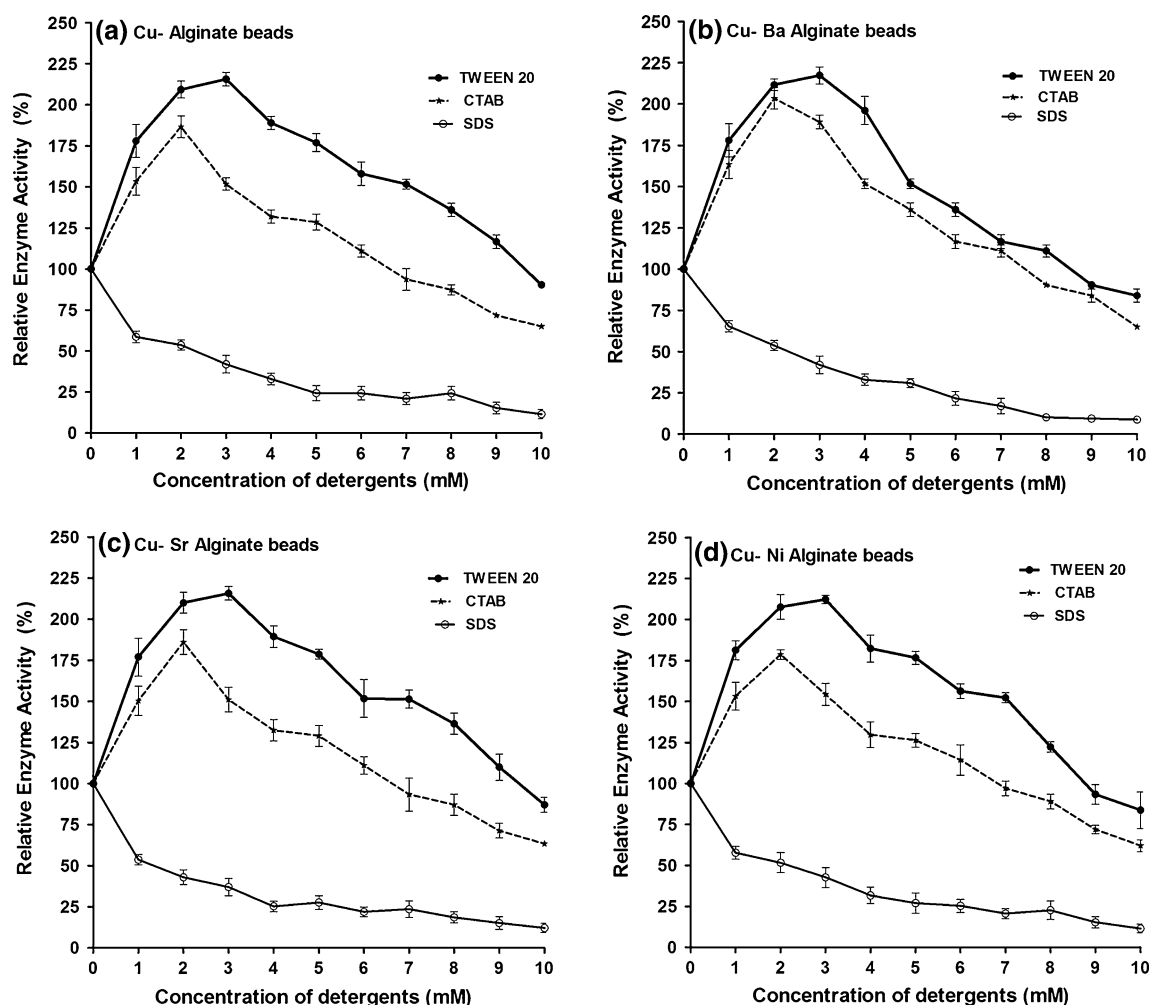 (a) Cu- Alginate beads
TWEEN 20
CTAB
SDS
Relative Enzyme Activity (%)
250
225
200
175
150
125
100
75
50
25
0
0 1 2 3 4 5 6 7 8 9 10
Concentration of detergents (mM)
(b) Cu- Ba Alginate beads
TWEEN 20
CTAB
SDS
Relative Enzyme Activity (%)
250
225
200
175
150
125
100
75
50
25
0
0 1 2 3 4 5 6 7 8 9 10
Concentration of detergents (mM)
(c) Cu- Sr Alginate beads
TWEEN 20
CTAB
SDS
Relative Enzyme Activity (%)
250
225
200
175
150
125
100
75
50
25
0
0 1 2 3 4 5 6 7 8 9 10
Concentration of detergents (mM)
(d) Cu- Ni Alginate beads
TWEEN 20
CTAB
SDS
Relative Enzyme Activity (%)
250
225
200
175
150
125
100
75
50
25
0
0 1 2 3 4 5 6 7 8 9 10
Concentration of detergents (mM)